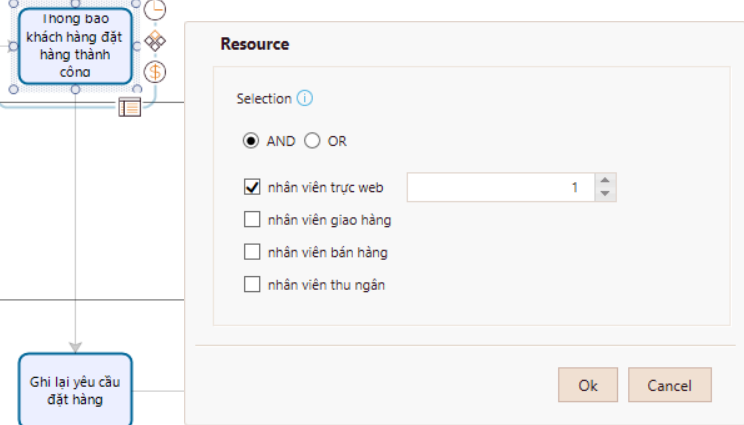 Thông báo
khách hàng đặt
hàng thành
công
Resource
Selection
AND OR
nhân viên trực web 1
nhân viên giao hàng
nhân viên bán hàng
nhân viên thu ngân
Ghi lại yêu cầu
đặt hàng
Ok Cancel